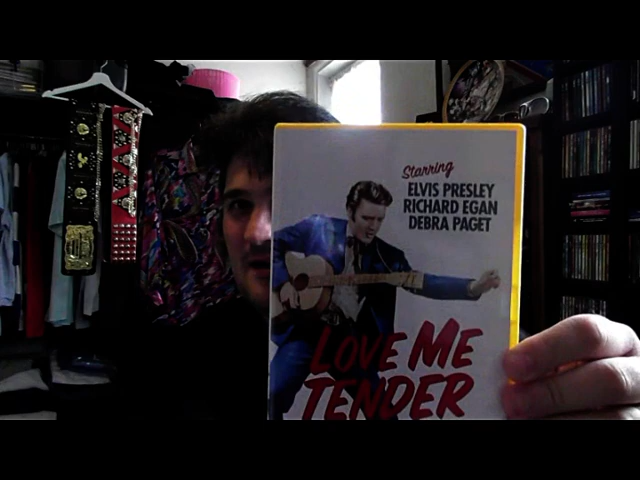 Starring
ELVIS PRESLEY
RICHARD EGAN
DEBRA PAGET
LOVE ME
TENDER